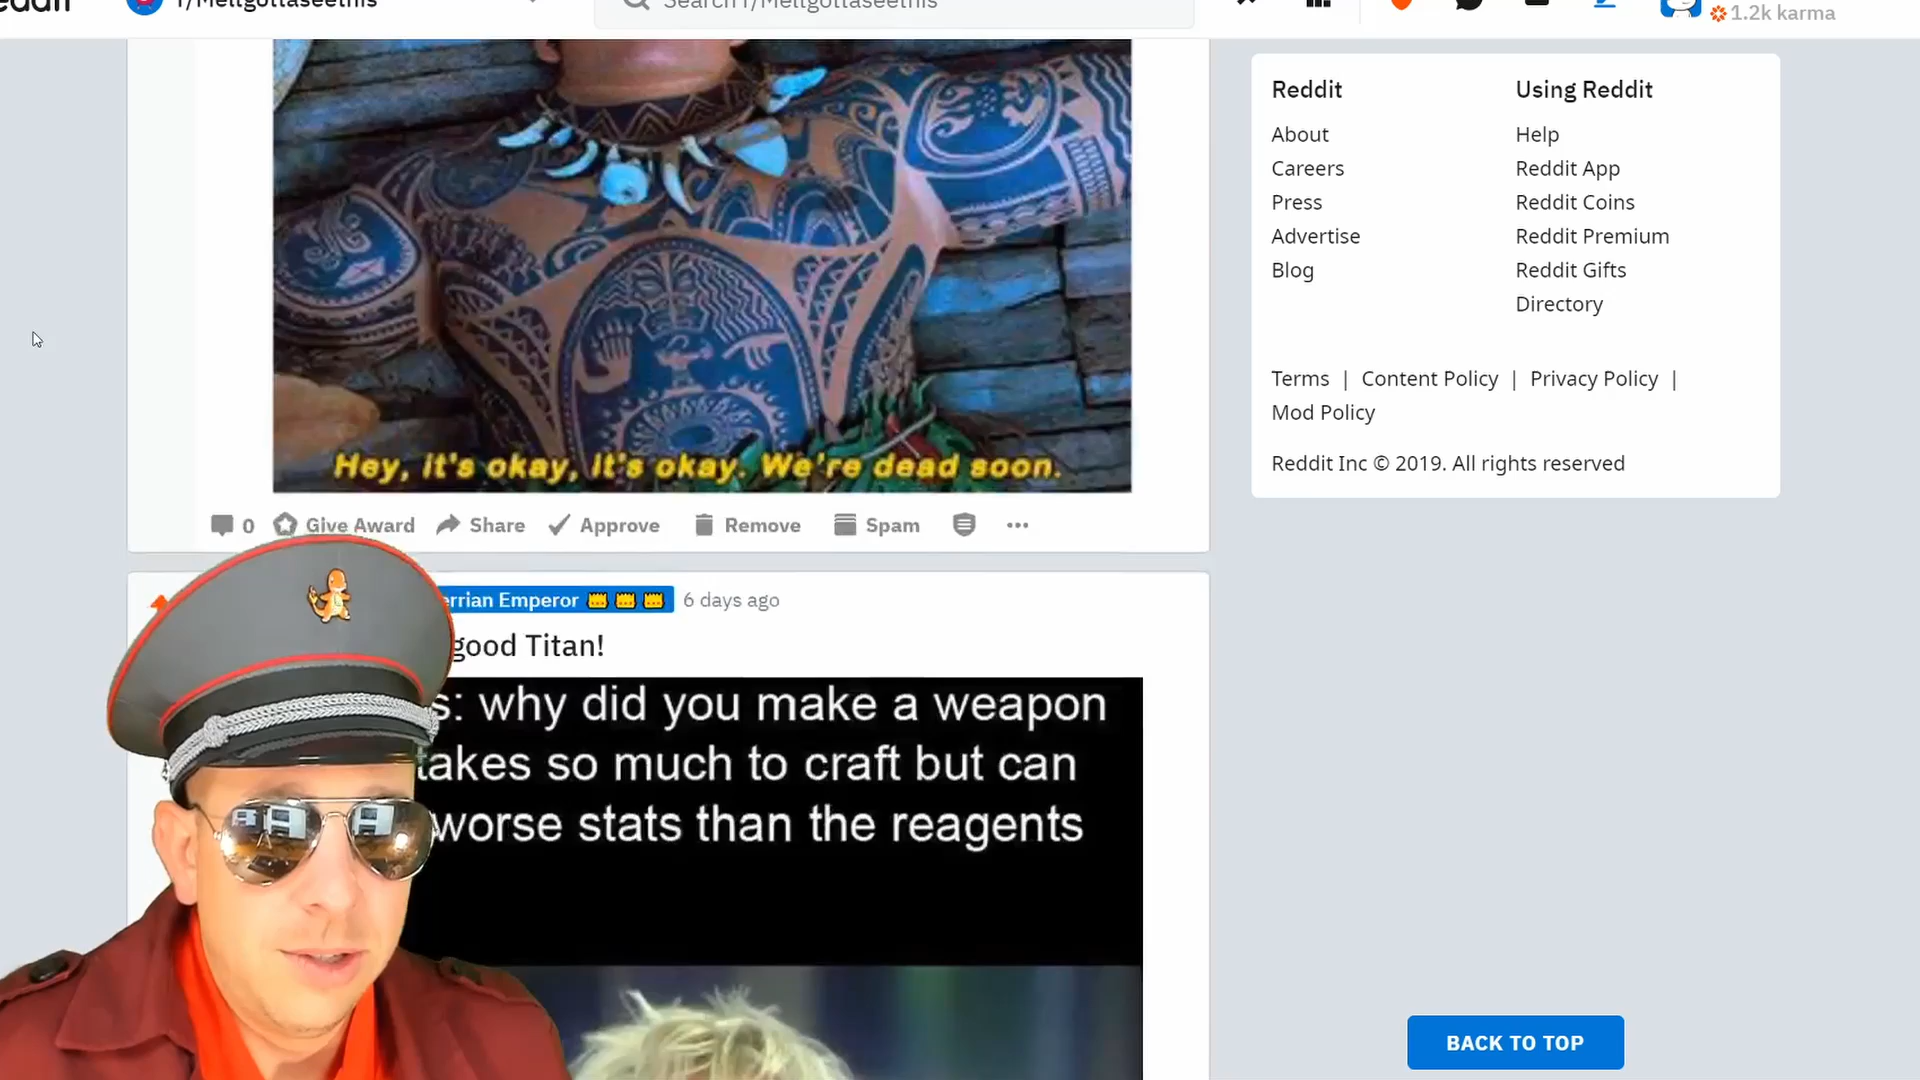 r/Mellgottaseethis
Search r/Mellgottaseethis
1.2k karma
Reddit
Using Reddit
About
Help
Careers
Reddit App
Press
Reddit Coins
Advertise
Reddit Premium
Blog
Reddit Gifts
Directory
Terms | Content Policy | Privacy Policy |
Mod Policy
Reddit Inc © 2019. All rights reserved
Hey, it's okay, it's okay. We're dead soon.
0 Give Award Share Approve Remove Spam
Emperor 6 days ago
good Titan!
s: why did you make a weapon
takes so much to craft but can
worse stats than the reagents
BACK TO TOP